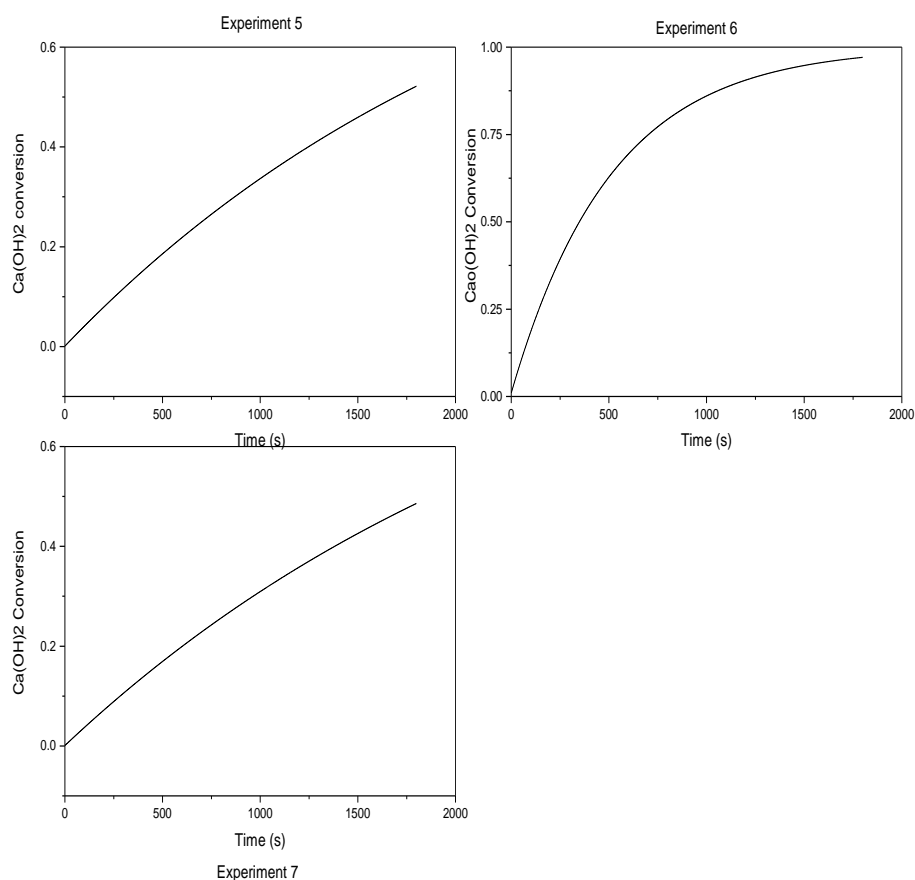 Experiment 5
0.6
0.4
0.2
0.0
Ca(OH)2 conversion
0 500 1000 1500 2000
Time (s)
Experiment 6
1.00
0.75
0.50
0.25
0.00
Cao(OH)2 Conversion
0 500 1000 1500 2000
Time (s)
0.6
0.4
0.2
0.0
Ca(OH)2 Conversion
0 500 1000 1500 2000
Time (s)
Experiment 7